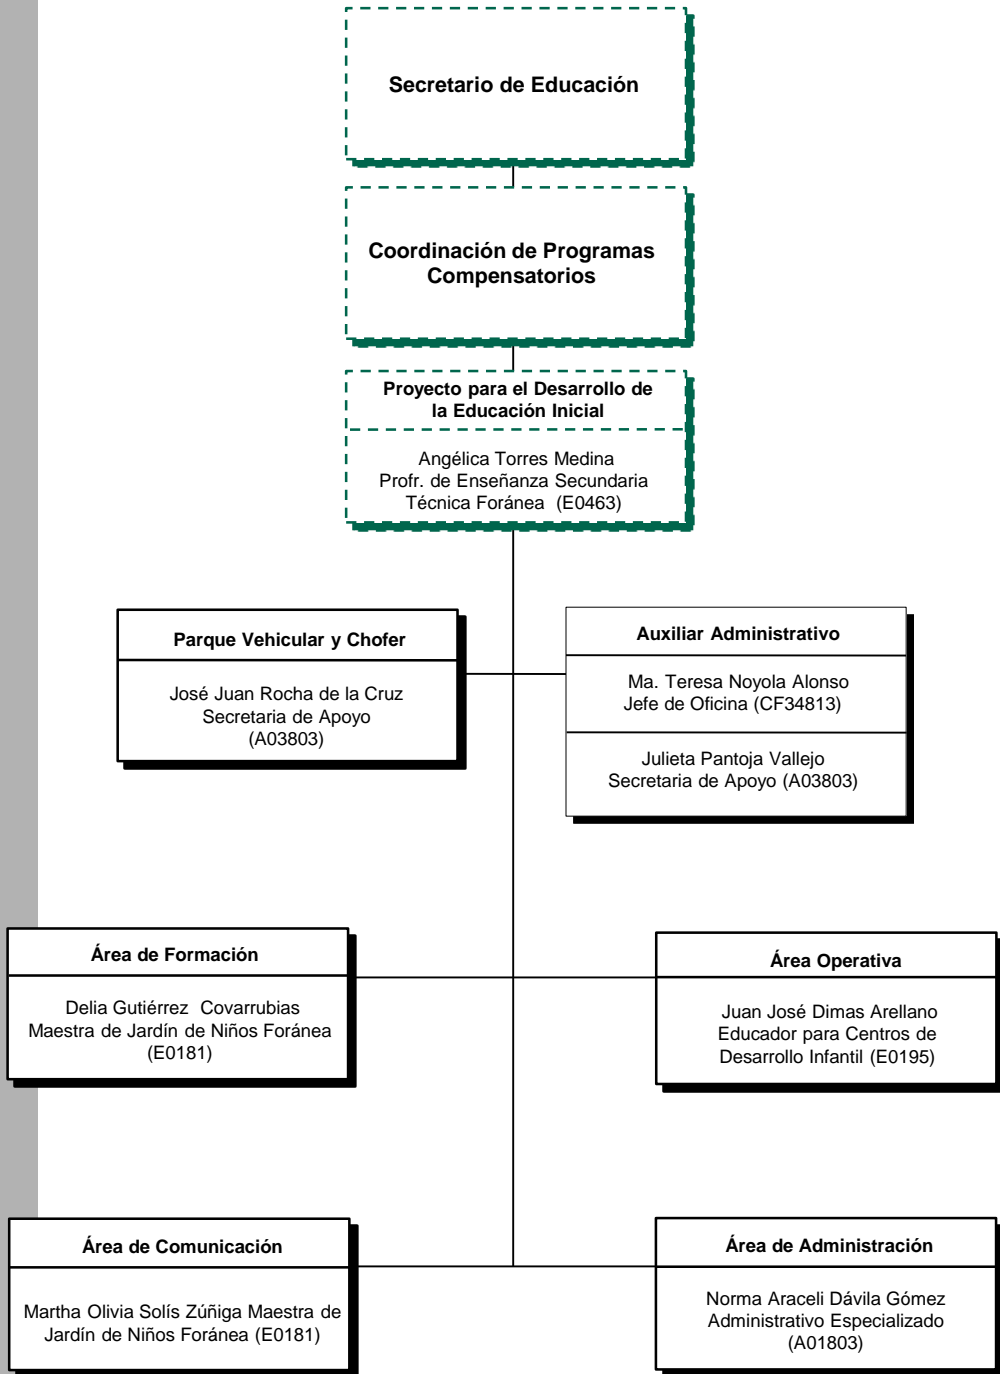 Secretario de Educación
Coordinación de Programas
Compensatorios
Proyecto para el Desarrollo de
la Educación Inicial
Angélica Torres Medina
Profr. de Enseñanza Secundaria
Técnica Foránea (E0463)
Parque Vehicular y Chofer
José Juan Rocha de la Cruz
Secretaria de Apoyo
(A03803)
Auxiliar Administrativo
Ma. Teresa Noyola Alonso
Jefe de Oficina (CF34813)
Julieta Pantoja Vallejo
Secretaria de Apoyo (A03803)
Área de Formación
Delia Gutiérrez Covarrubias
Maestra de Jardín de Niños Foránea
(E0181)
Área Operativa
Juan José Dimas Arellano
Educador para Centros de
Desarrollo Infantil (E0195)
Área de Comunicación
Martha Olivia Solís Zúñiga Maestra de
Jardín de Niños Foránea (E0181)
Área de Administración
Norma Araceli Dávila Gómez
Administrativo Especializado
(A01803)